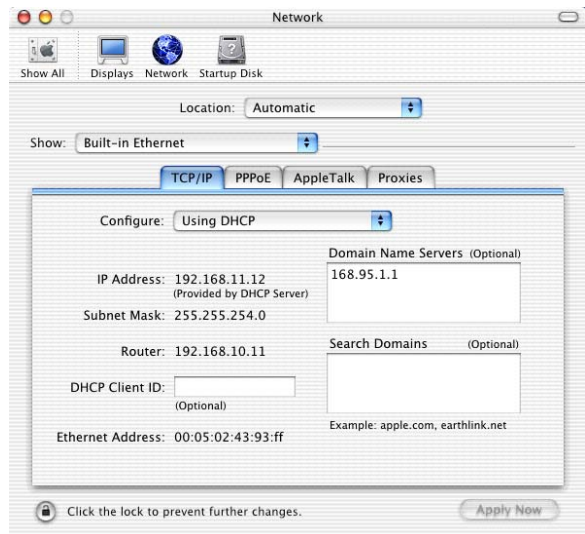 Network
Show All
Displays
Network
Startup Disk
Location: Automatic
Show: Built-in Ethernet
TCP/IP
PPPoE
AppleTalk
Proxies
Configure: Using DHCP
Domain Name Servers (Optional)
168.95.1.1
IP Address: 192.168.11.12
(Provided by DHCP Server)
Subnet Mask: 255.255.254.0
Router: 192.168.10.11
Search Domains (Optional)
DHCP Client ID:
(Optional)
Example: apple.com, earthlink.net
Ethernet Address: 00:05:02:43:93:ff
Click the lock to prevent further changes.
Apply Now